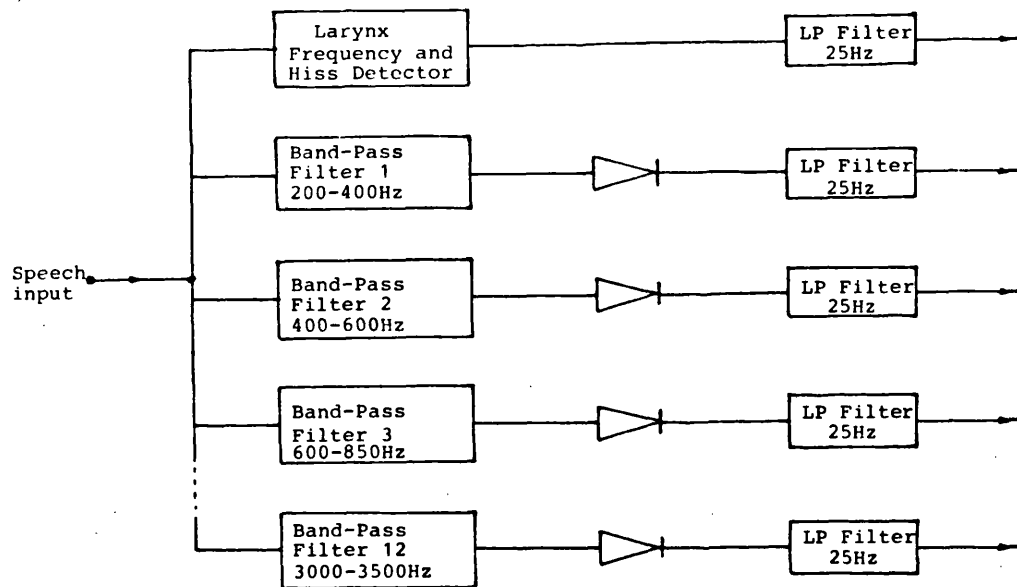 Larynx
Frequency and
Hiss Detector
LP Filter
25Hz
Band-Pass
Filter 1
200-400Hz
LP Filter
25Hz
Speech
input
Band-Pass
Filter 2
400-600Hz
LP Filter
25Hz
Band-Pass
Filter 3
600-850Hz
LP Filter
25Hz
Band-Pass
Filter 12
3000-3500Hz
LP Filter
25Hz